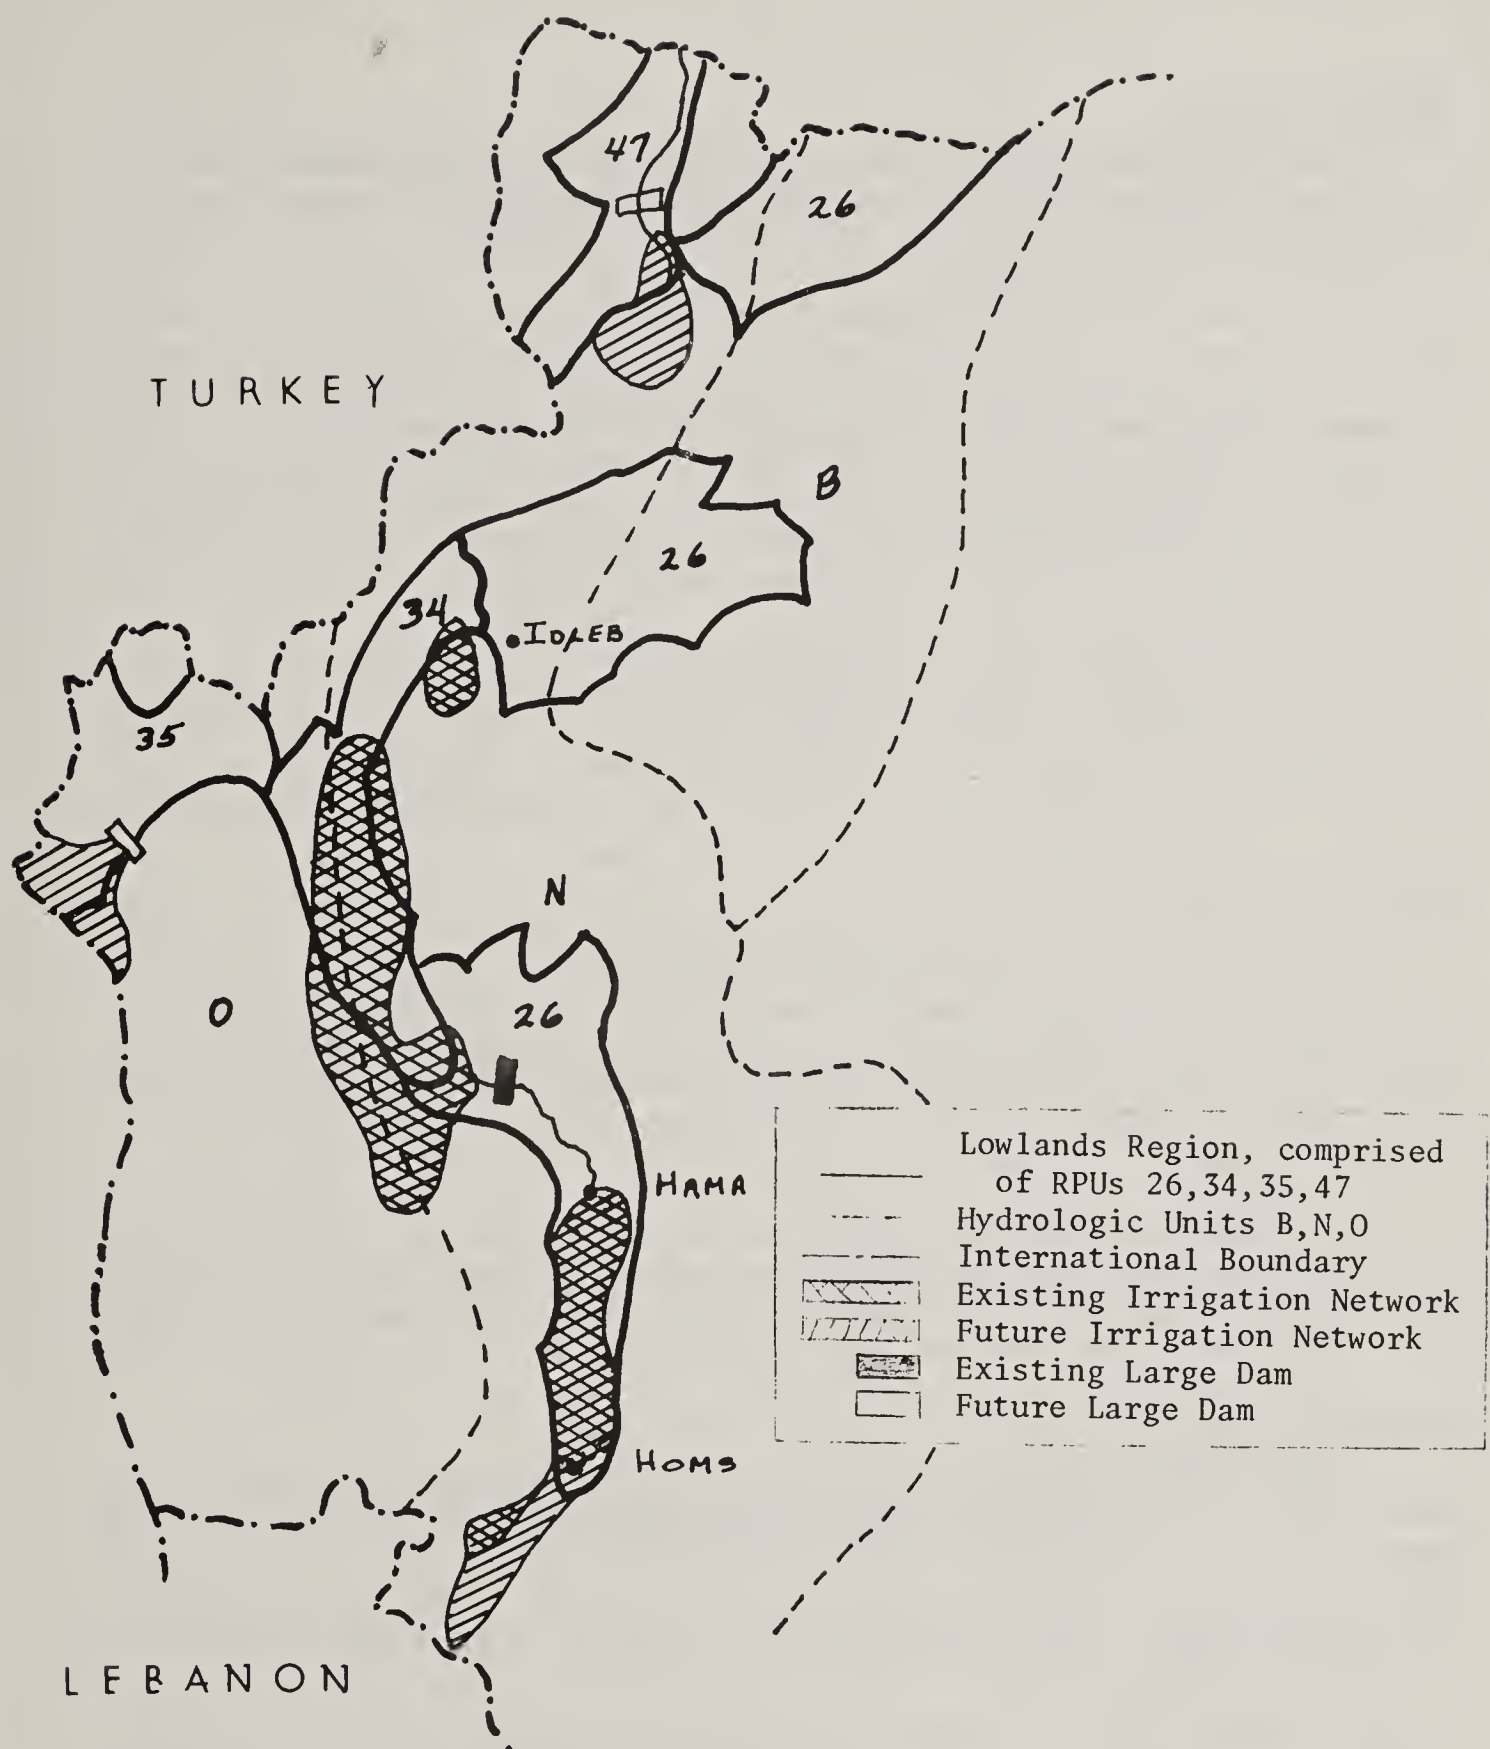 47
26
TURKEY
B
26
34
IDLEB
35
N
O
26
HAMA
Lowlands Region, comprised
of RPUs 26,34,35,47
Hydrologic Units B,N,O
International Boundary
Existing Irrigation Network
Future Irrigation Network
Existing Large Dam
Future Large Dam
HOMS
LEBANON